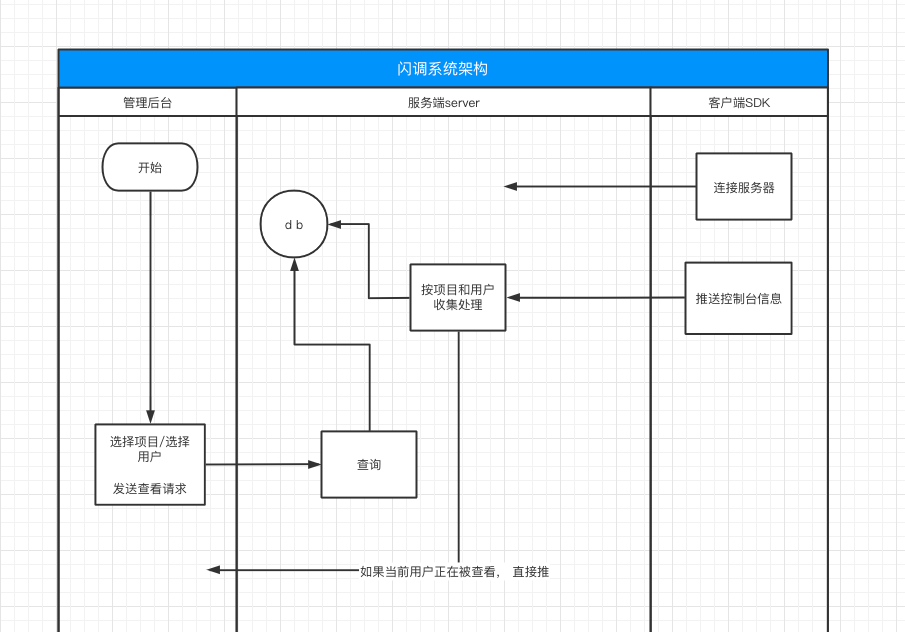 闪调系统架构
管理后台
服务端server
客户端SDK
开始
连接服务器
d b
按项目和用户
收集处理
推送控制台信息
选择项目/选择
用户
发送查看请求
查询
如果当前用户正在被查看， 直接推